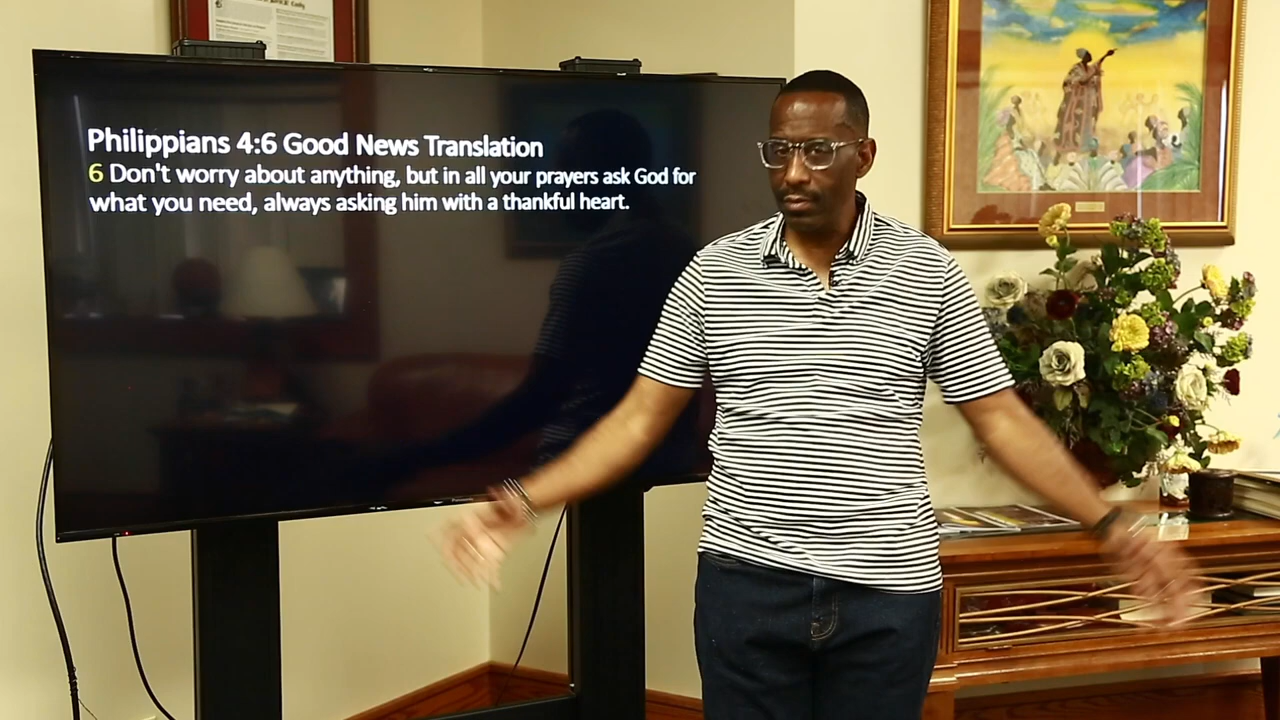 Philippians 4:6 Good News Translation
6 Don't worry about anything, but in all your prayers ask God for
what you need, always asking him with a thankful heart.